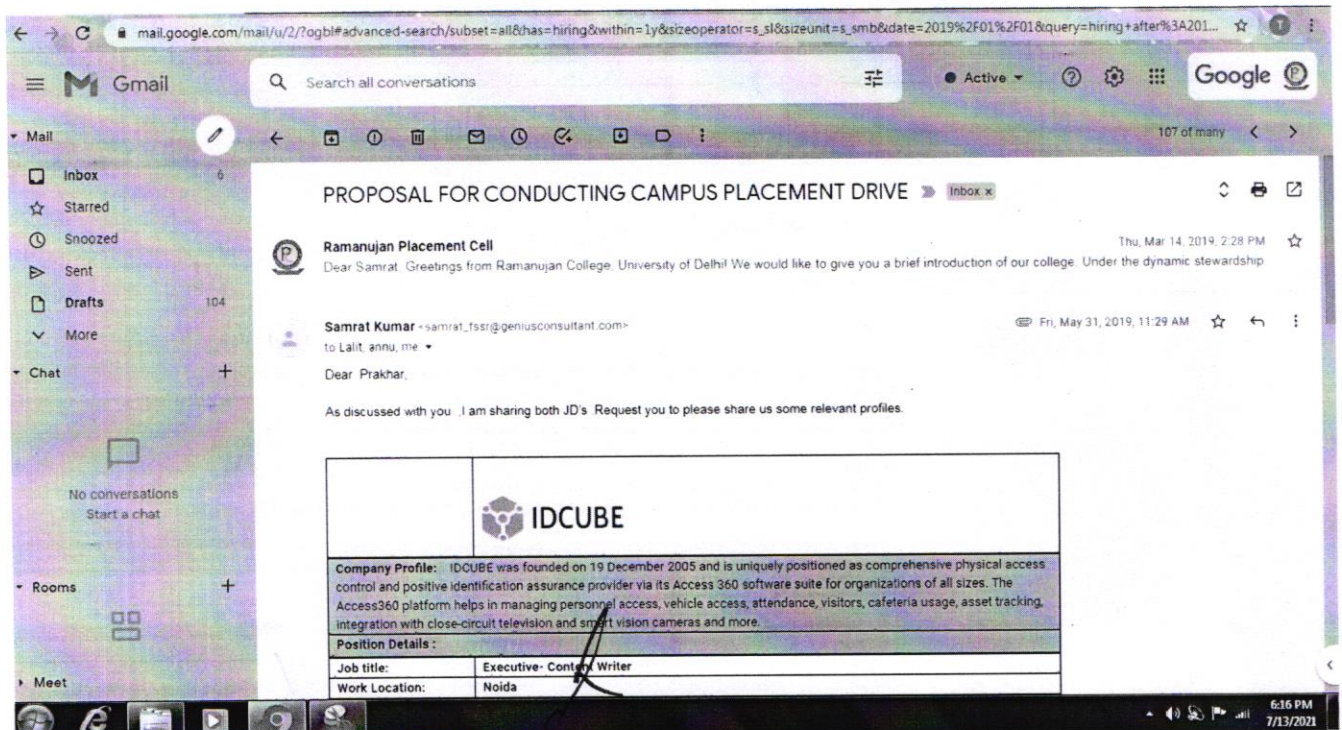 mail.google.com/mail/u/2/?ogbl#advanced-search/subset=all&has=hiring&within=1y&sizeoperator=s_sl&sizeunit=s_smb&date=2019%2F01%2F01&query=hiring+after%3A201...
T
Gmail
Search all conversations
Active
Google
P
Mail
107 of many
Inbox 6
Starred
Snoozed
Sent
Drafts 104
More
Chat
No conversations
Start a chat
Rooms
Meet
PROPOSAL FOR CONDUCTING CAMPUS PLACEMENT DRIVE Inbox x
P
Ramanujan Placement Cell Thu, Mar 14, 2019, 2:28 PM
Dear Samrat, Greetings from Ramanujan College, University of Delhi! We would like to give you a brief introduction of our college. Under the dynamic stewardship
Samrat Kumar <samrat_fssr@geniusconsultant.com> Fri, May 31, 2019, 11:29 AM
to Lalit, annu, me
Dear Prakhar,
As discussed with you ,I am sharing both JD's .Request you to please share us some relevant profiles.
IDCUBE
Company Profile: IDCUBE was founded on 19 December 2005 and is uniquely positioned as comprehensive physical access
control and positive identification assurance provider via its Access 360 software suite for organizations of all sizes. The
Access360 platform helps in managing personnel access, vehicle access, attendance, visitors, cafeteria usage, asset tracking,
integration with close-circuit television and smart vision cameras and more.
Position Details :
Job title: Executive- Content Writer
Work Location: Noida
6:16 PM
7/13/2021